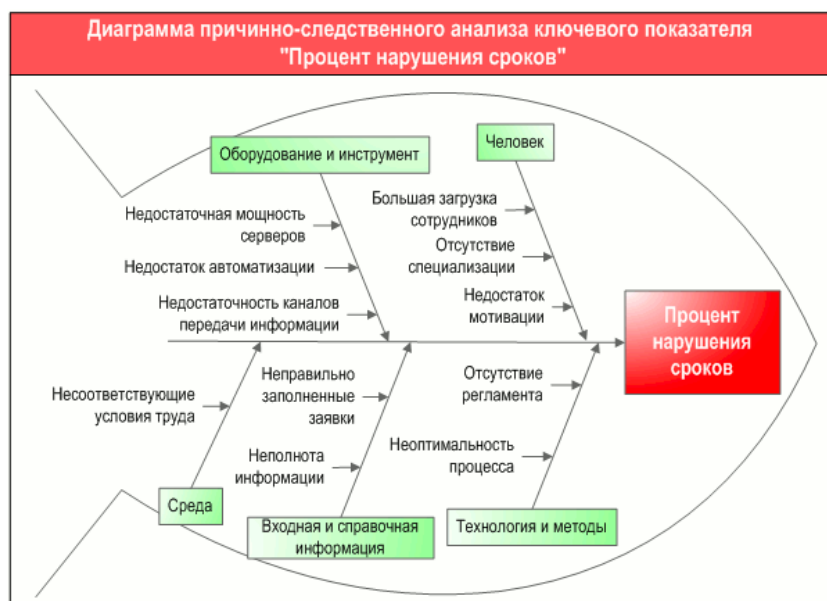 Диаграмма причинно-следственного анализа ключевого показателя
"Процент нарушения сроков"
Оборудование и инструмент
Человек
Недостаточная мощность
серверов
Недостаток автоматизации
Недостаточность каналов
передачи информации
Большая загрузка
сотрудников
Отсутствие
специализации
Недостаток
мотивации
Процент
нарушения
сроков
Несоответствующие
условия труда
Неправильно
заполненные
заявки
Неполнота
информации
Отсутствие
регламента
Неоптимальность
процесса
Среда
Входная и справочная
информация
Технология и методы